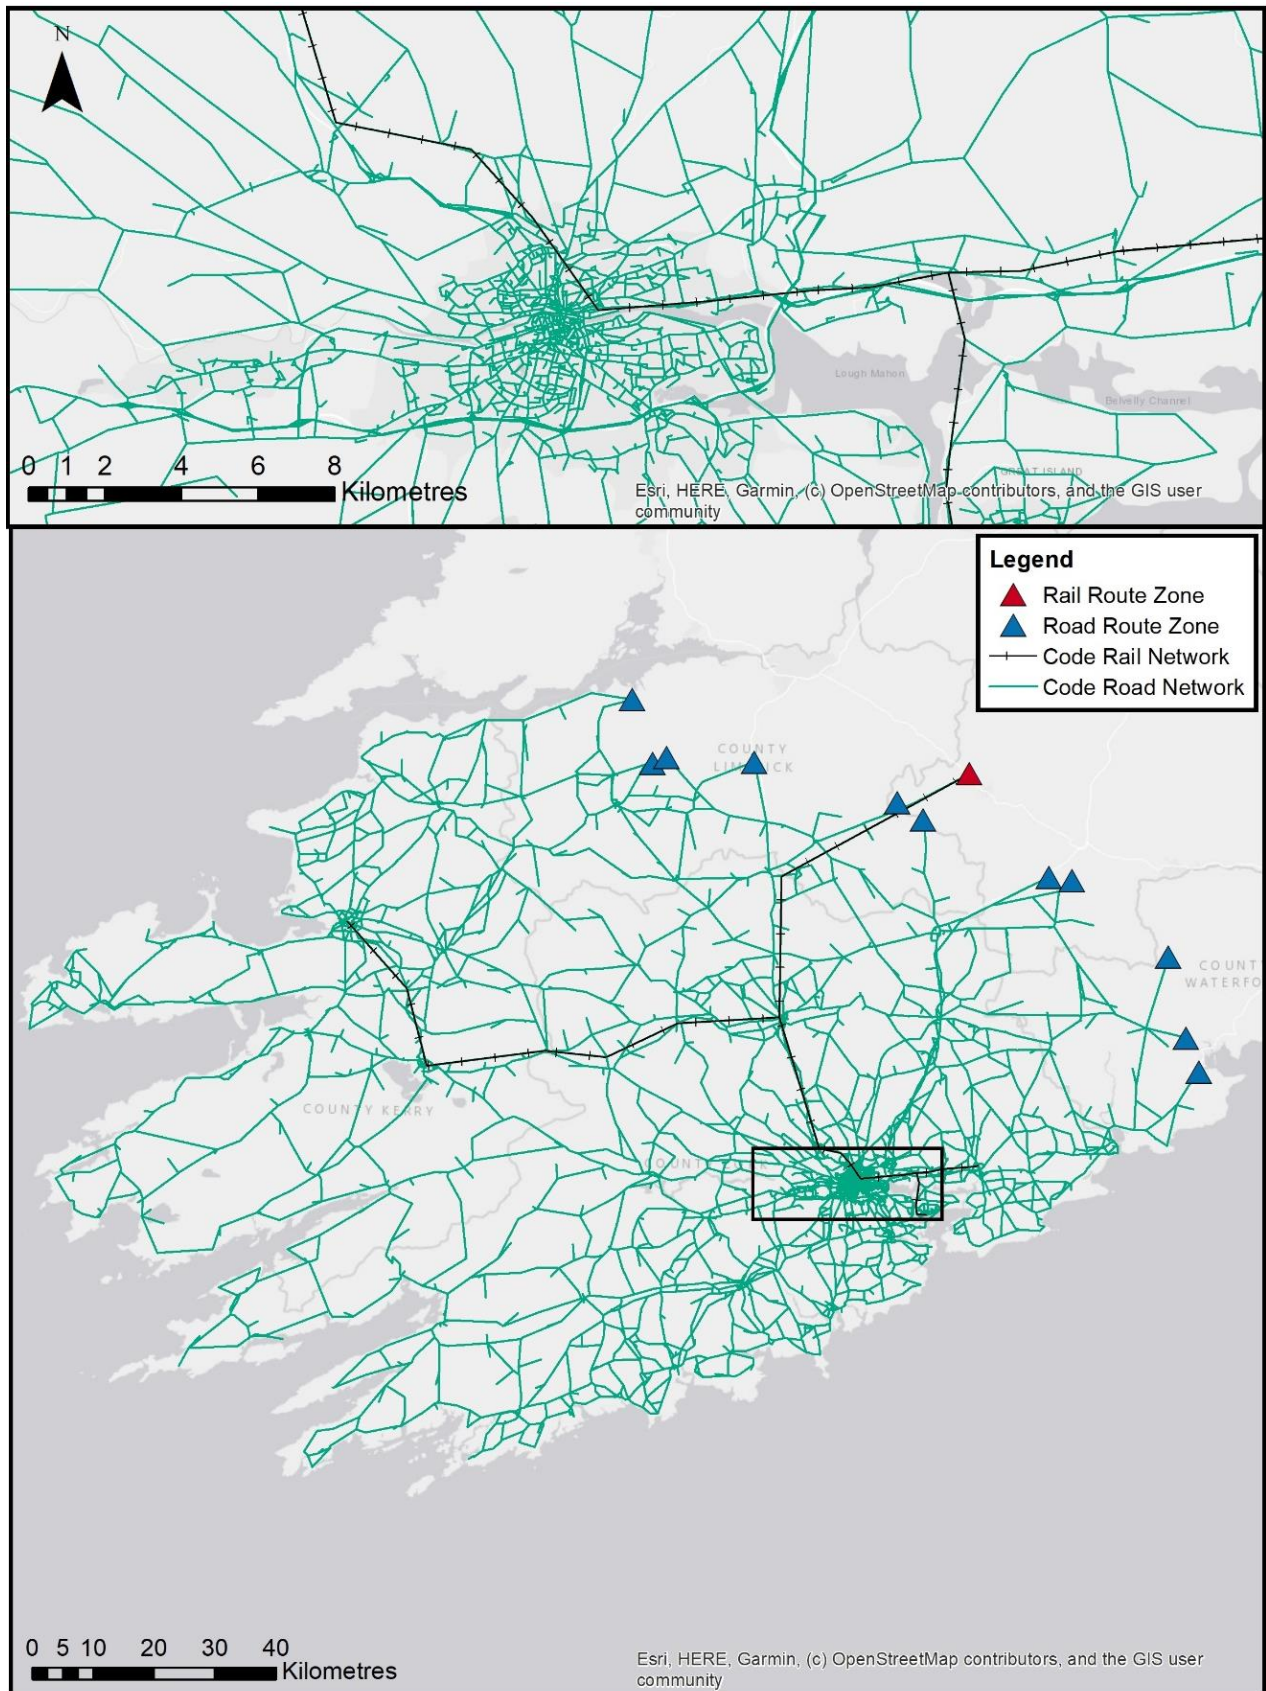 N
Lough Mahon
Belvelly Channel
GREAT ISLAND
0 1 2 4 6 8
Kilometres
Esri, HERE, Garmin, (c) OpenStreetMap contributors, and the GIS user
community
Legend
Rail Route Zone
Road Route Zone
Code Rail Network
Code Road Network
COUNTY
LIMERICK
COUNT
WATERFO
COUNTY KERRY
COUNTY CORK
0 5 10 20 30 40
Kilometres
Esri, HERE, Garmin, (c) OpenStreetMap contributors, and the GIS user
community